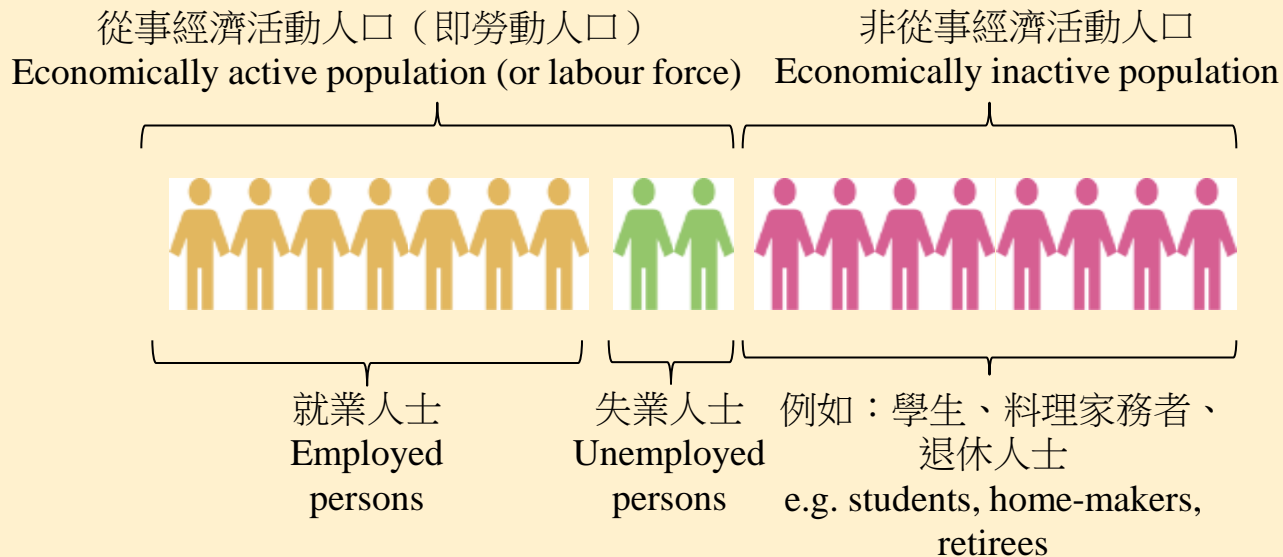 從事經濟活動人口（即勞動人口）
Economically active population (or labour force)
非從事經濟活動人口
Economically inactive population
就業人士
Employed
persons
失業人士
Unemployed
persons
例如：學生、料理家務者、
退休人士
e.g. students, home-makers,
retirees